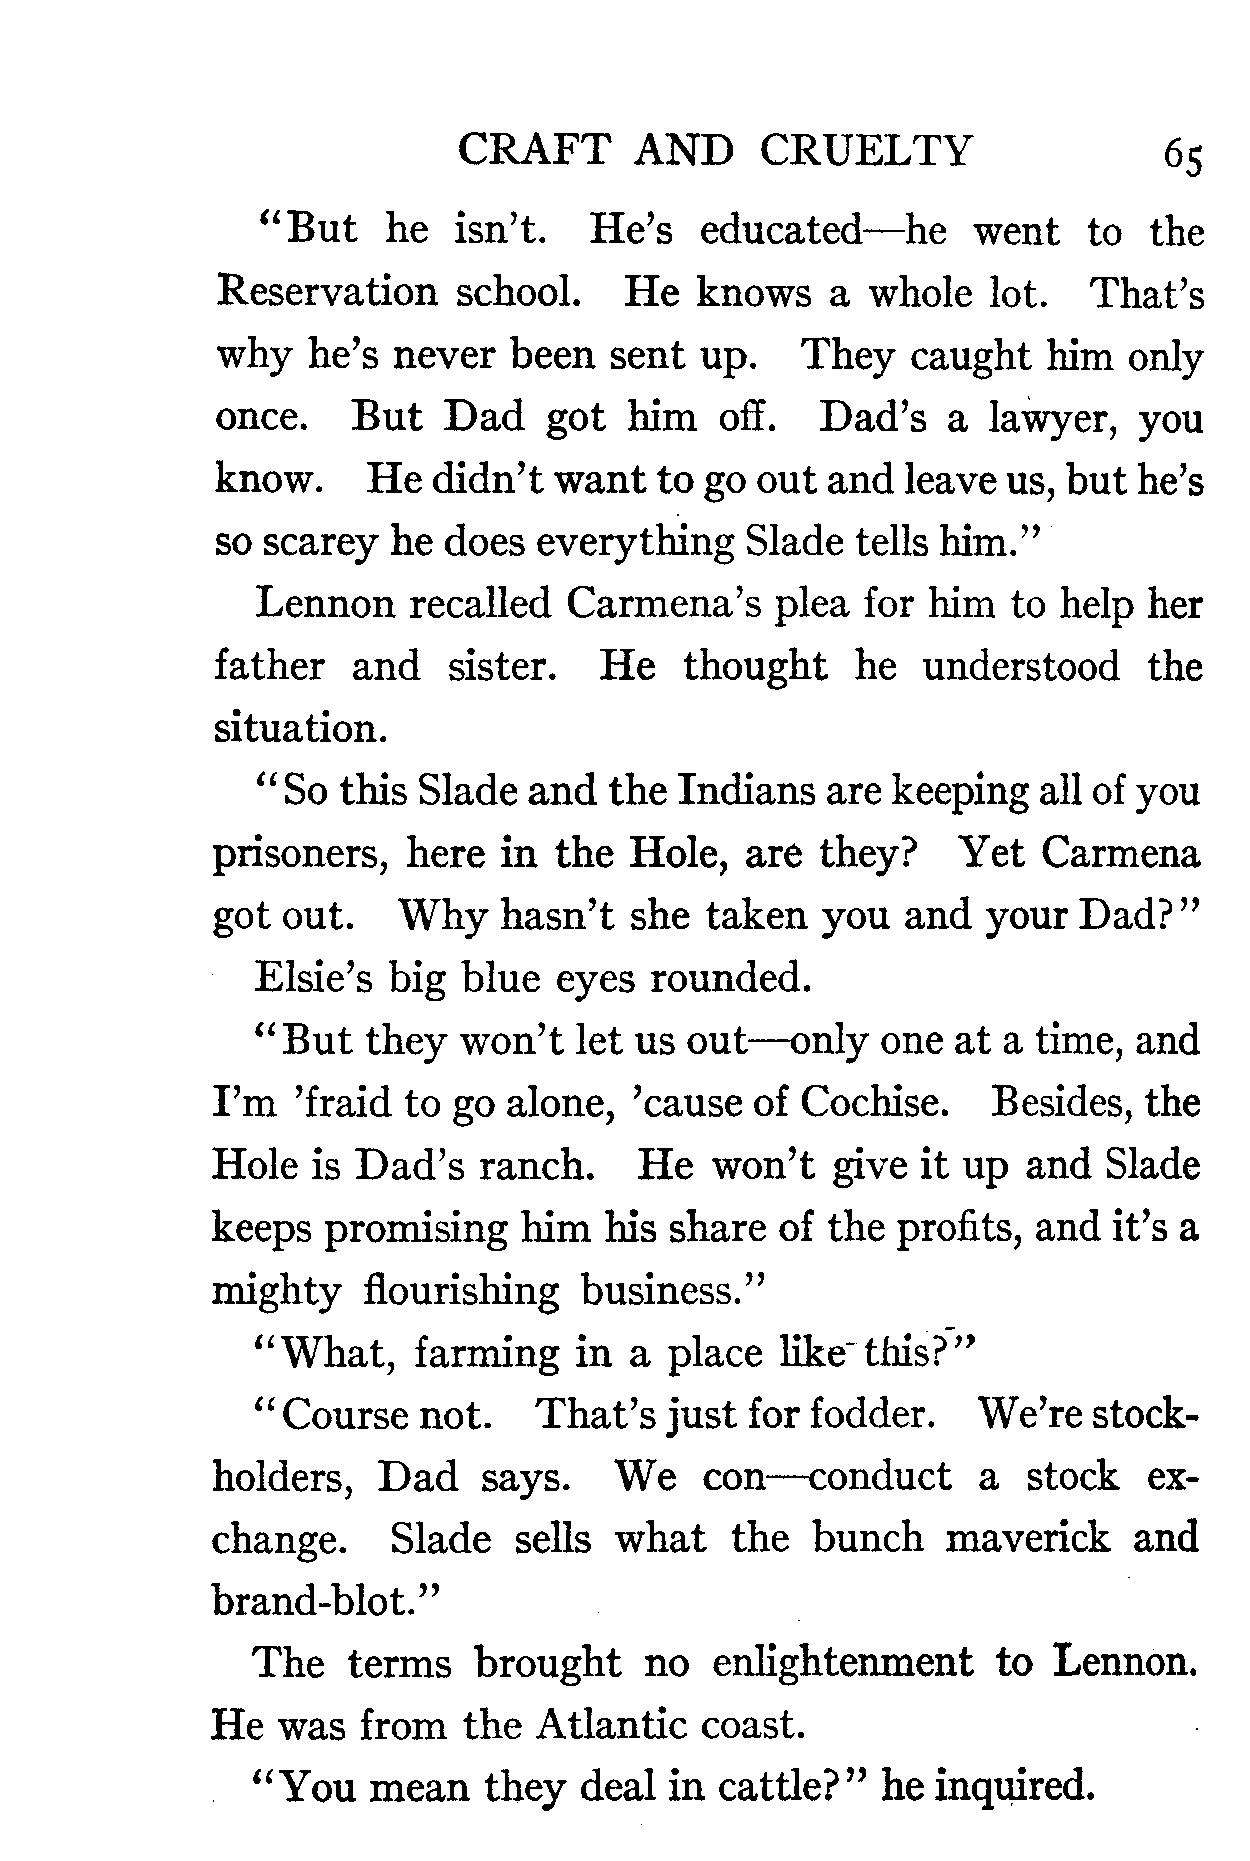 CRAFT AND CRUELTY 65
“But he isn’t. He’s educated—he went to the
Reservation school. He knows a whole lot. That’s
why he’s never been sent up. They caught him only
once. But Dad got him off. Dad’s a lawyer, you
know. He didn’t want to go out and leave us, but he’s
so scarey he does everything Slade tells him.”
Lennon recalled Carmena’s plea for him to help her
father and sister. He thought he understood the
situation.
“So this Slade and the Indians are keeping all of you
prisoners, here in the Hole, are they? Yet Carmena
got out. Why hasn’t she taken you and your Dad?”
Elsie’s big blue eyes rounded.
“But they won’t let us out—only one at a time, and
I’m ’fraid to go alone, ’cause of Cochise. Besides, the
Hole is Dad’s ranch. He won’t give it up and Slade
keeps promising him his share of the profits, and it’s a
mighty flourishing business.”
“What, farming in a place like this?”
“Course not. That’s just for fodder. We’re stock-
holders, Dad says. We con—conduct a stock ex-
change. Slade sells what the bunch maverick and
brand-blot.”
The terms brought no enlightenment to Lennon.
He was from the Atlantic coast.
“You mean they deal in cattle?” he inquired.